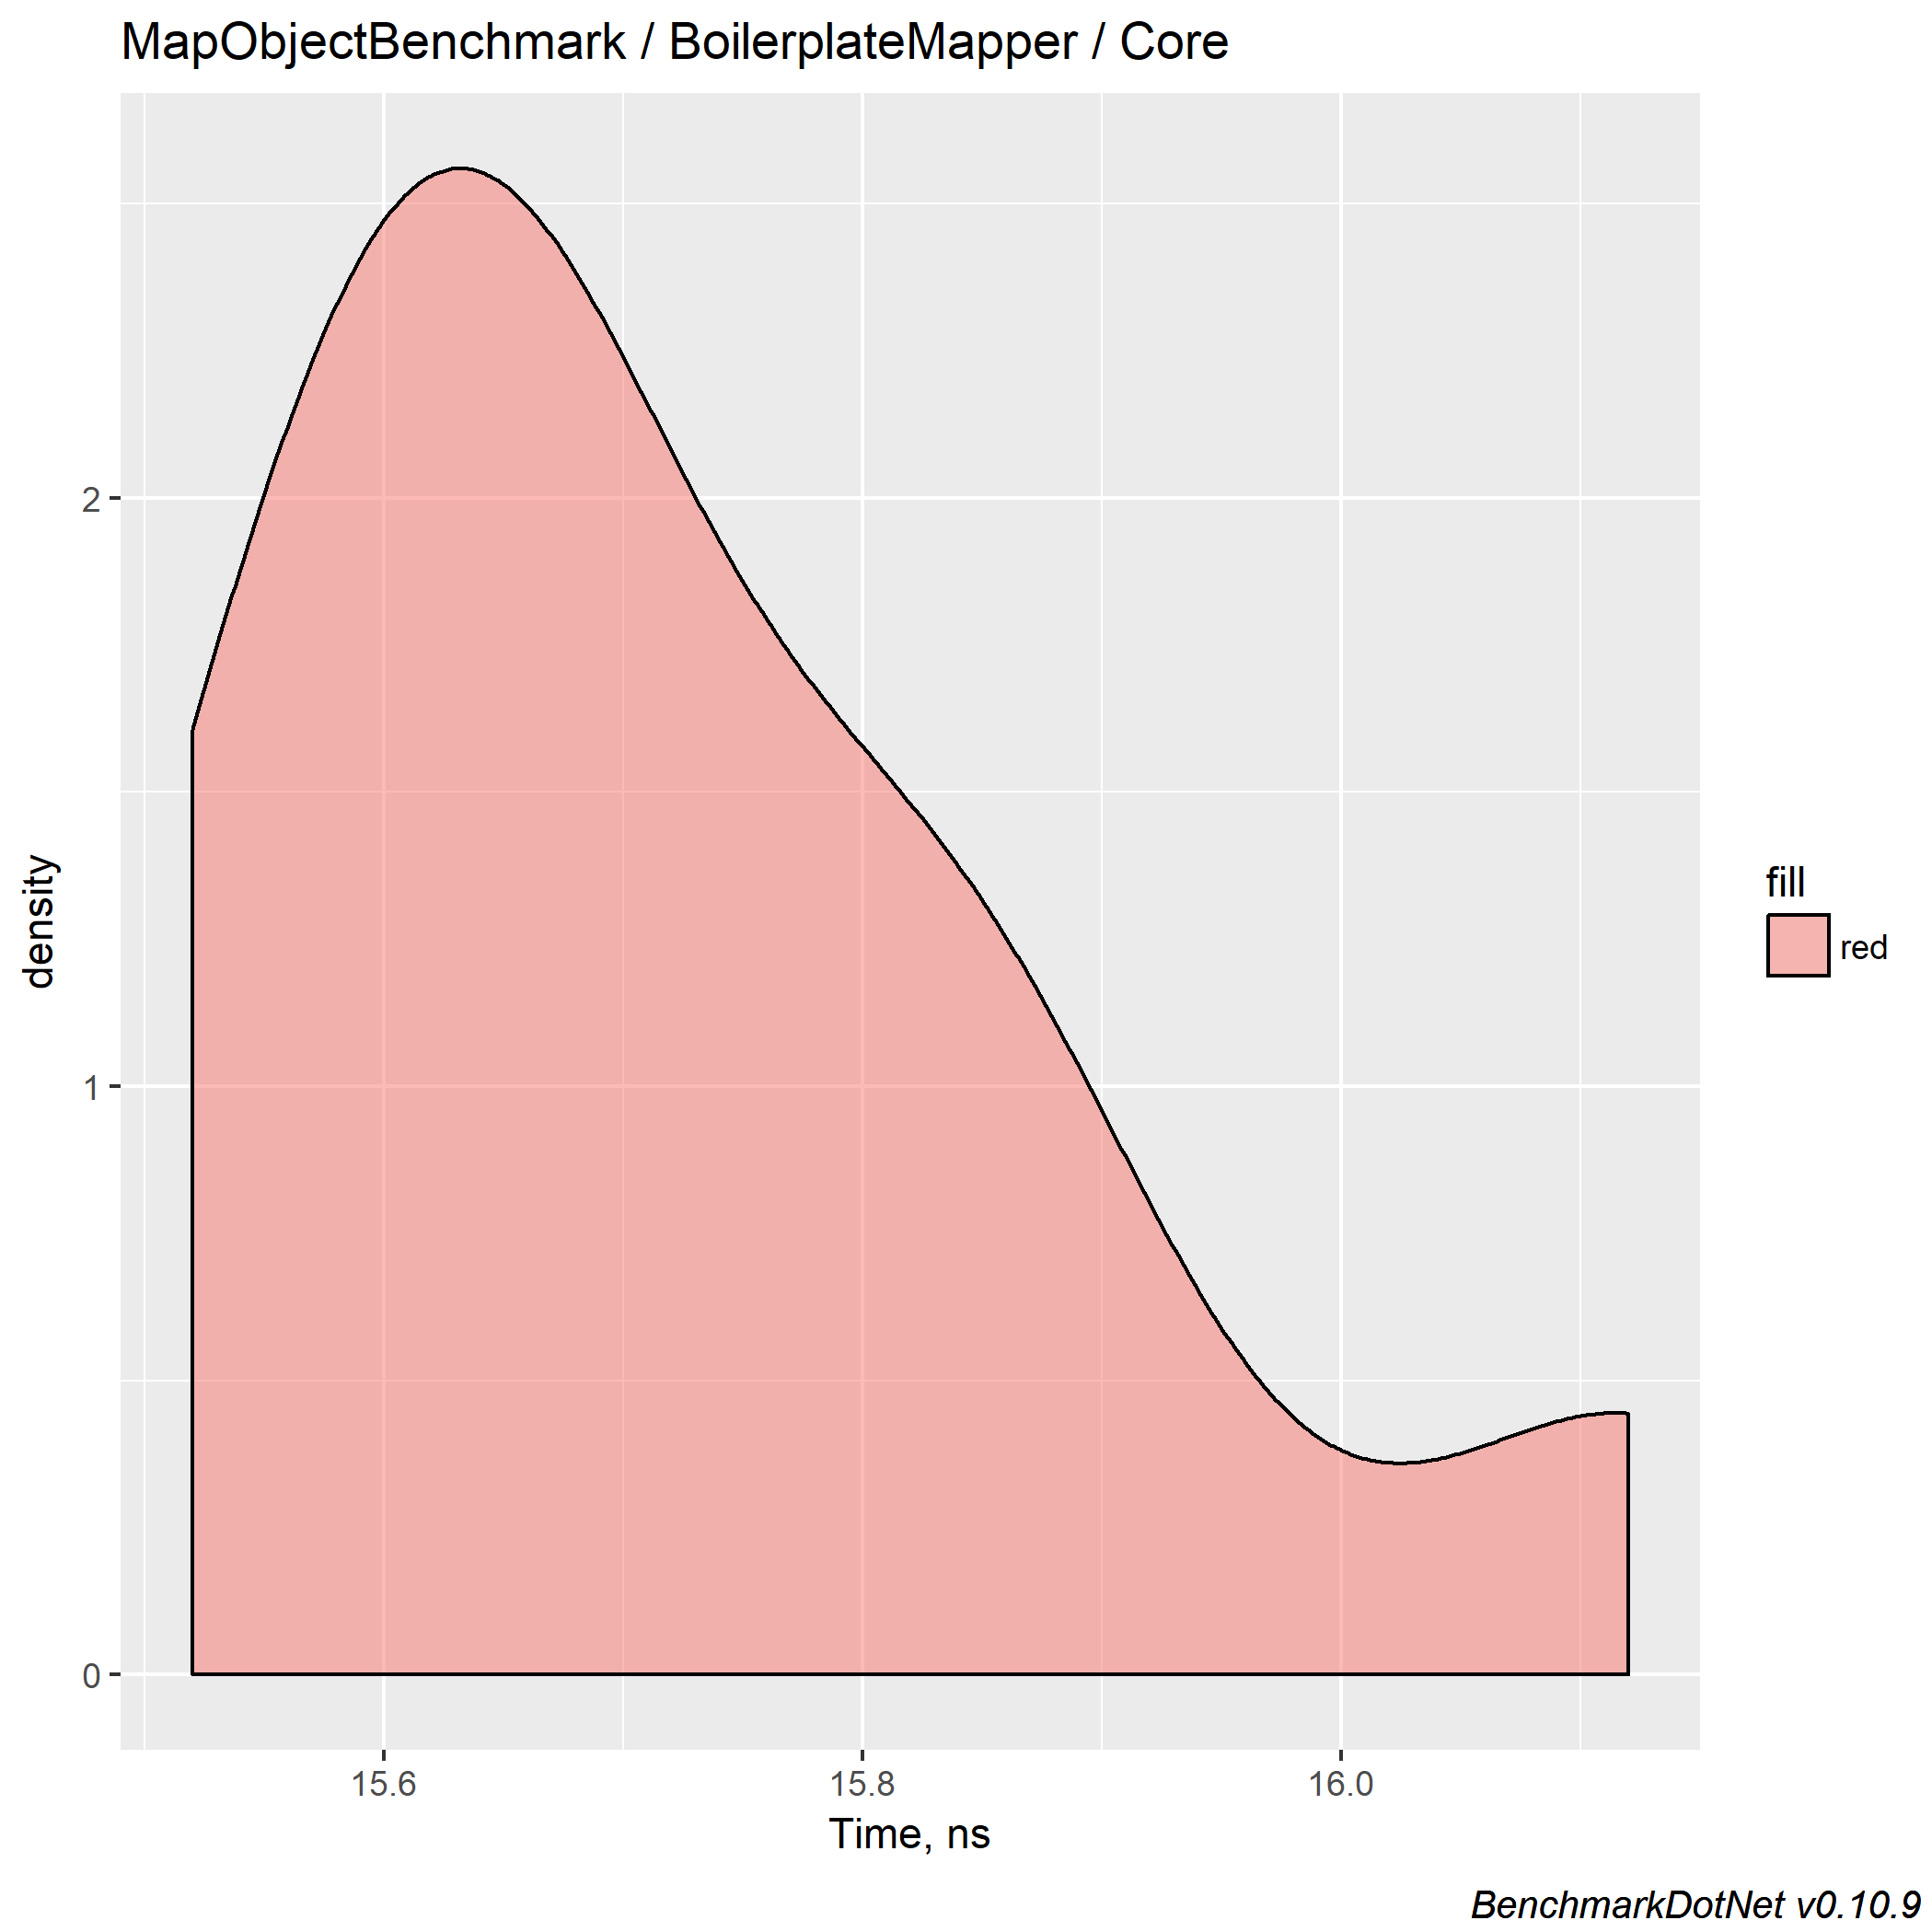 MapObjectBenchmark / BoilerplateMapper / Core
density
2
1
0
15.6 15.8 16.0
Time, ns
fill
red
BenchmarkDotNet v0.10.9